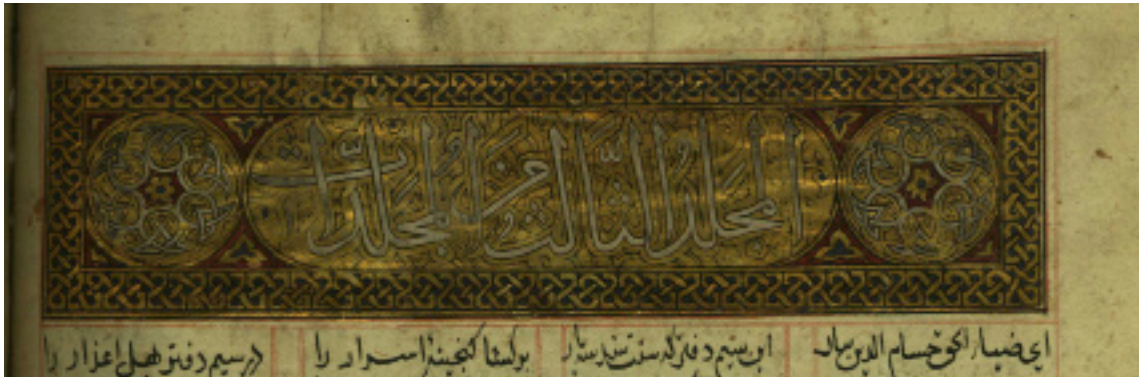 المجلد الثالث من المجلدات
ای ضیاء الحق حسام الدین بیار این سیم دفتر که سنت شد سه بار
برگشا گنجینه اسرار را در سیم دفتر بهل اعذار را